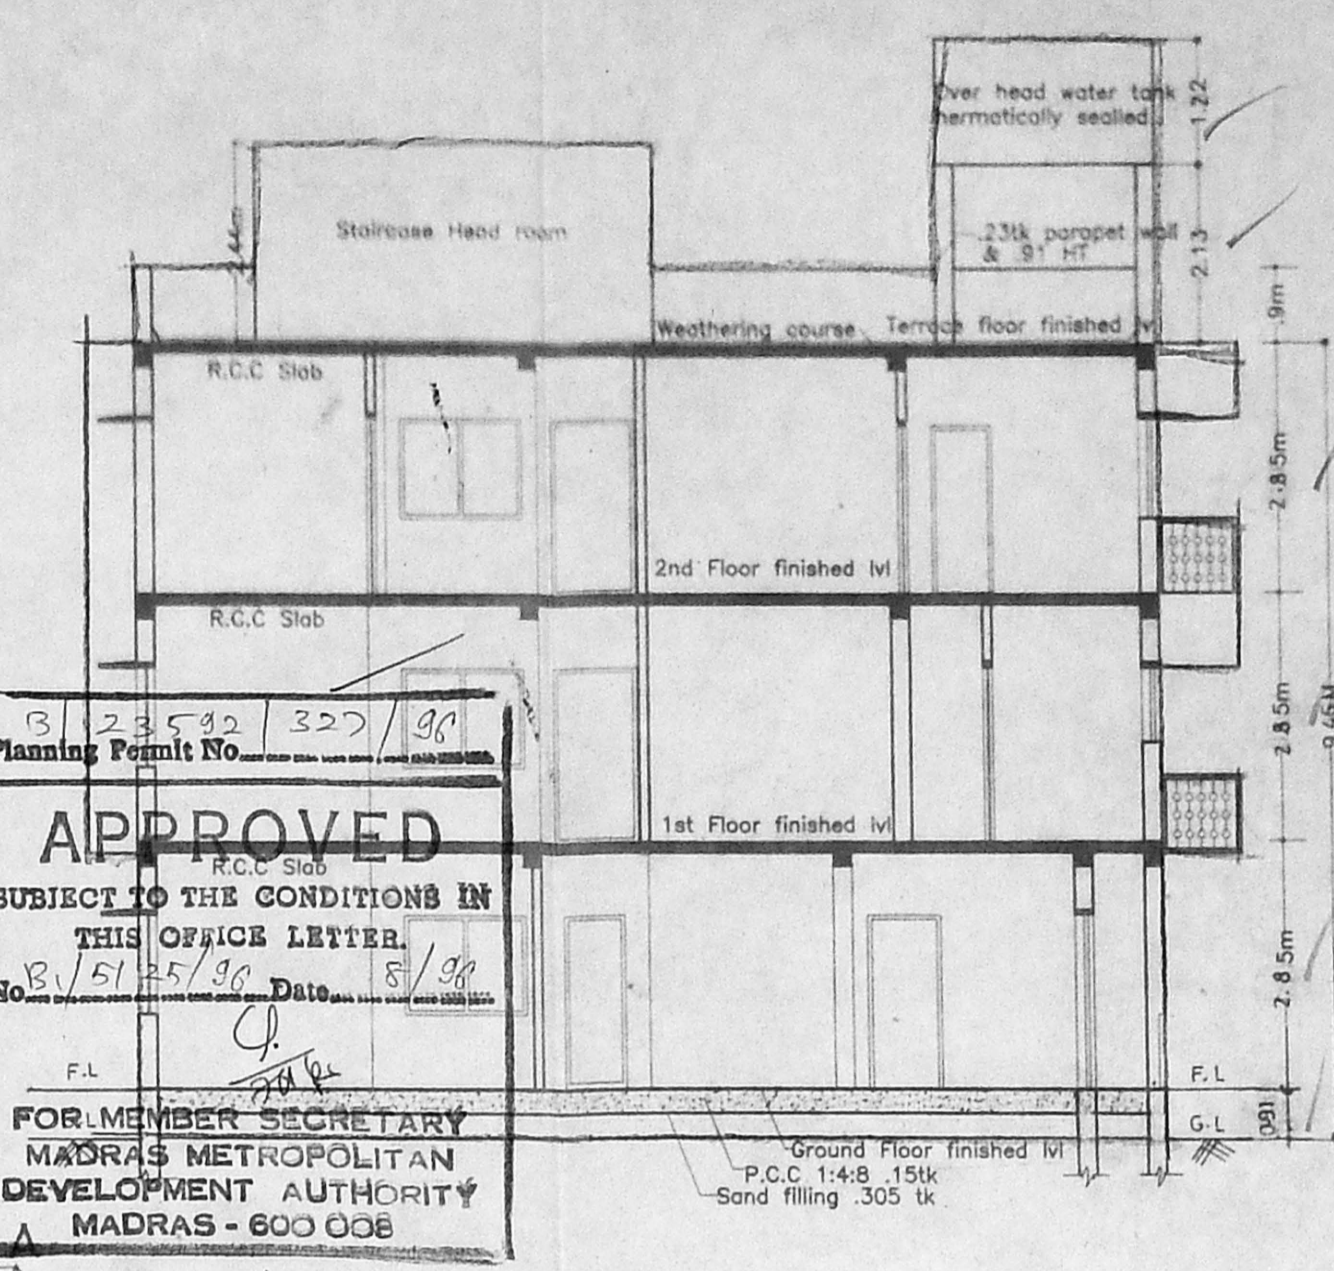 Over head water tank
hermatically sealled.
1.22
Staircase Head room
.23tk parapet wall
& .91 HT
2.13
.9m
Weathering course
Terrace floor finished lvl
R.C.C Slab
2.85m
2nd Floor finished lvl
R.C.C Slab
B/23592/327/96
Planning Permit No
2.85m
1st Floor finished lvl
APPROVED
R.C.C Slab
SUBJECT TO THE CONDITIONS IN
THIS OFFICE LETTER.
No B1/5125/96 Date 8/96
2.85m
F.L
F.L
FOR MEMBER SECRETARY
G.L
MADRAS METROPOLITAN
Ground Floor finished lvl
P.C.C 1:4:8 .15tk
DEVELOPMENT AUTHORITY
Sand filling .305 tk
MADRAS - 600 008
A